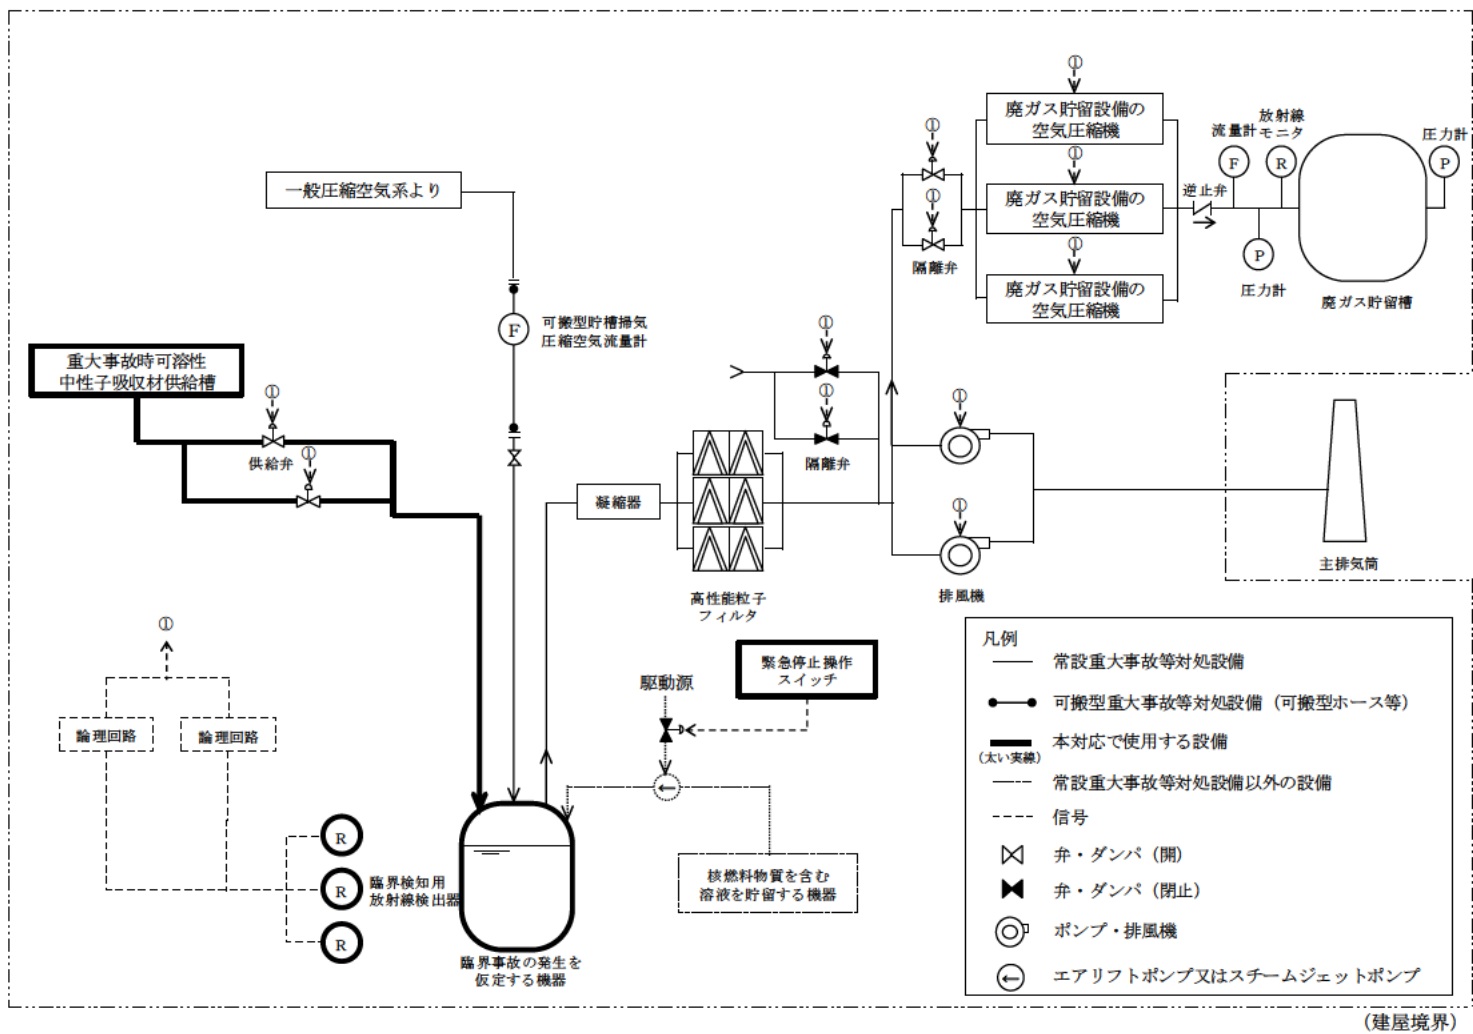 ①
廃ガス貯留設備の
空気圧縮機
①
廃ガス貯留設備の
空気圧縮機
①
廃ガス貯留設備の
空気圧縮機
①
①
隔離弁
逆止弁
流量計
F
放射線
モニタ
R
P
圧力計
圧力計
P
廃ガス貯留槽
一般圧縮空気系より
F
可搬型貯槽掃気
圧縮空気流量計
重大事故時可溶性
中性子吸収材供給槽
①
供給弁
①
①
①
隔離弁
凝縮器
高性能粒子
フィルタ
①
①
排風機
主排気筒
①
論理回路
論理回路
R
R
R
臨界検知用
放射線検出器
臨界事故の発生を
仮定する機器
駆動源
緊急停止操作
スイッチ
核燃料物質を含む
溶液を貯留する機器
凡例
常設重大事故等対処設備
可搬型重大事故等対処設備（可搬型ホース等）
本対応で使用する設備
(太い実線)
常設重大事故等対処設備以外の設備
信号
弁・ダンパ（開）
弁・ダンパ（閉止）
ポンプ・排風機
エアリフトポンプ又はスチームジェットポンプ
（建屋境界）